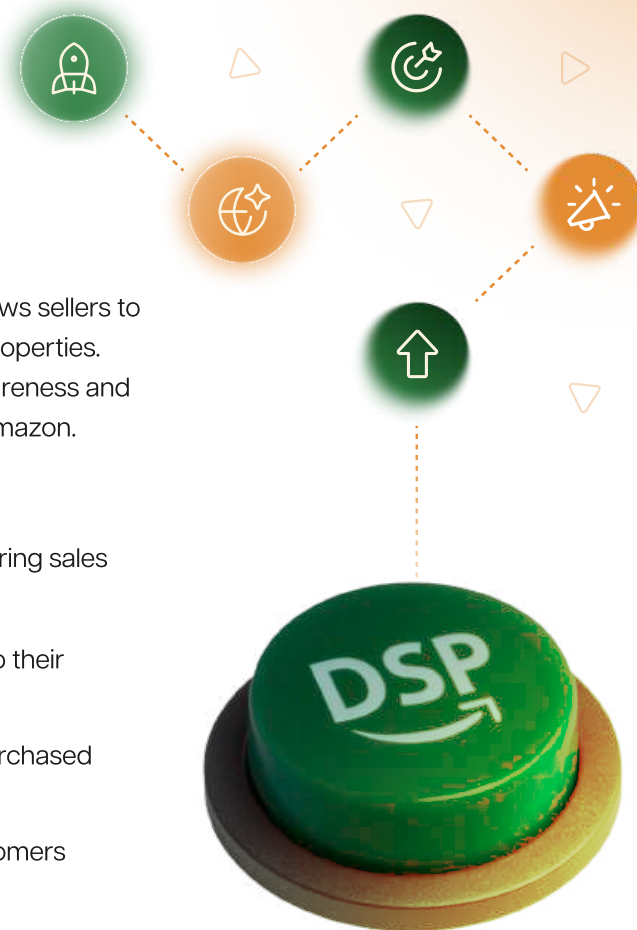 ws sellers to
operties.
reness and
mazon.
ring sales
o their
rchased
omers
DSP